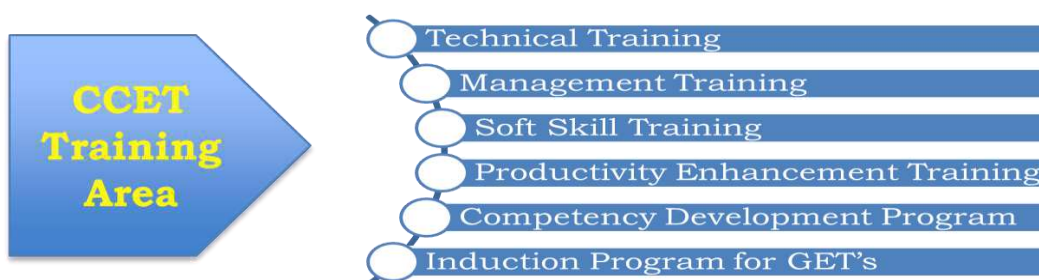 CCET
Training
Area
Technical Training
Management Training
Soft Skill Training
Productivity Enhancement Training
Competency Development Program
Induction Program for GET's